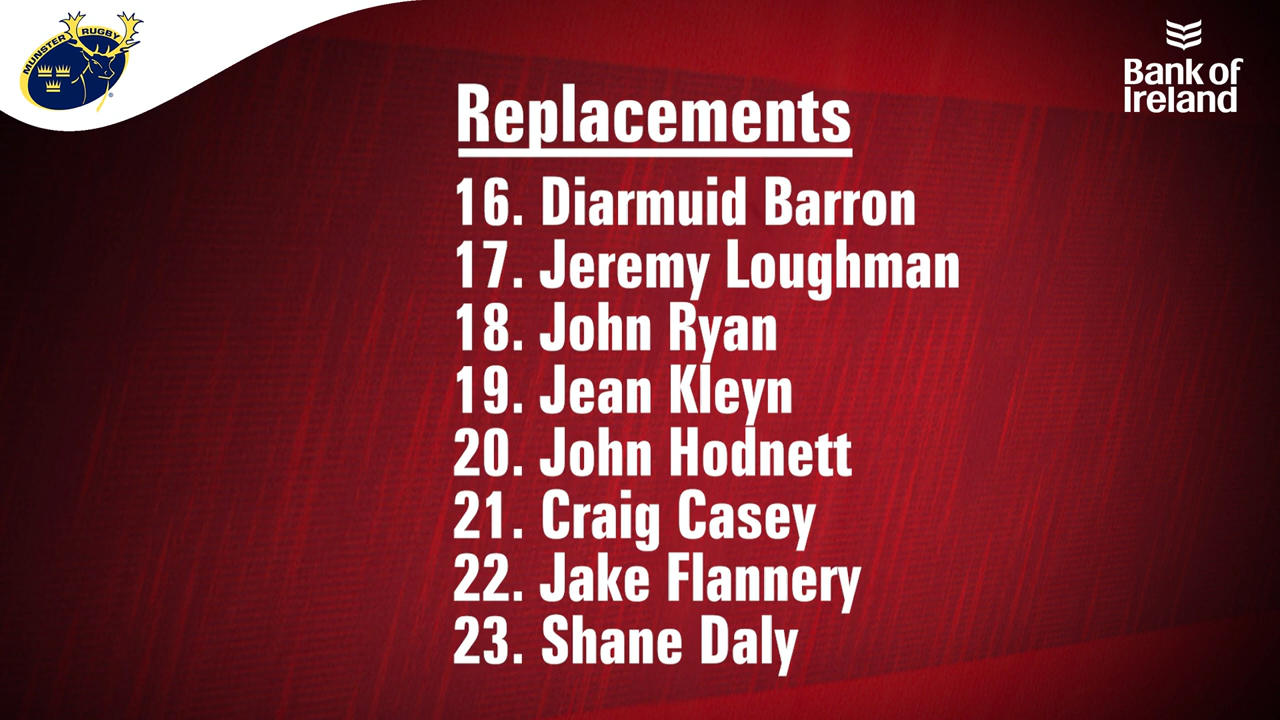 MUNSTER RUGBY
Bank of
Ireland
Replacements
16. Diarmuid Barron
17. Jeremy Loughman
18. John Ryan
19. Jean Kleyn
20. John Hodnett
21. Craig Casey
22. Jake Flannery
23. Shane Daly